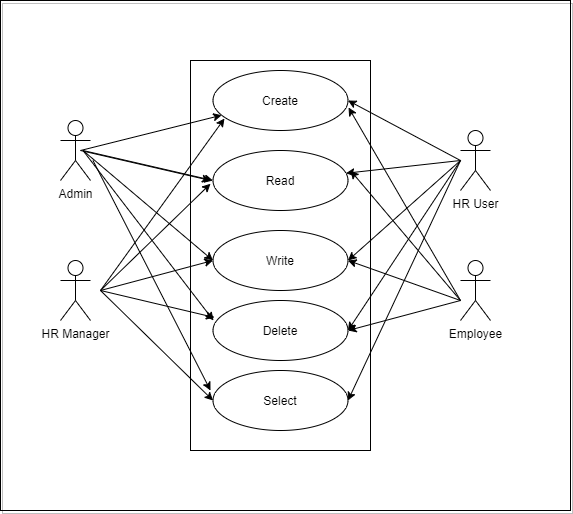 Create
Admin
Read
HR User
Write
HR Manager
Delete
Employee
Select